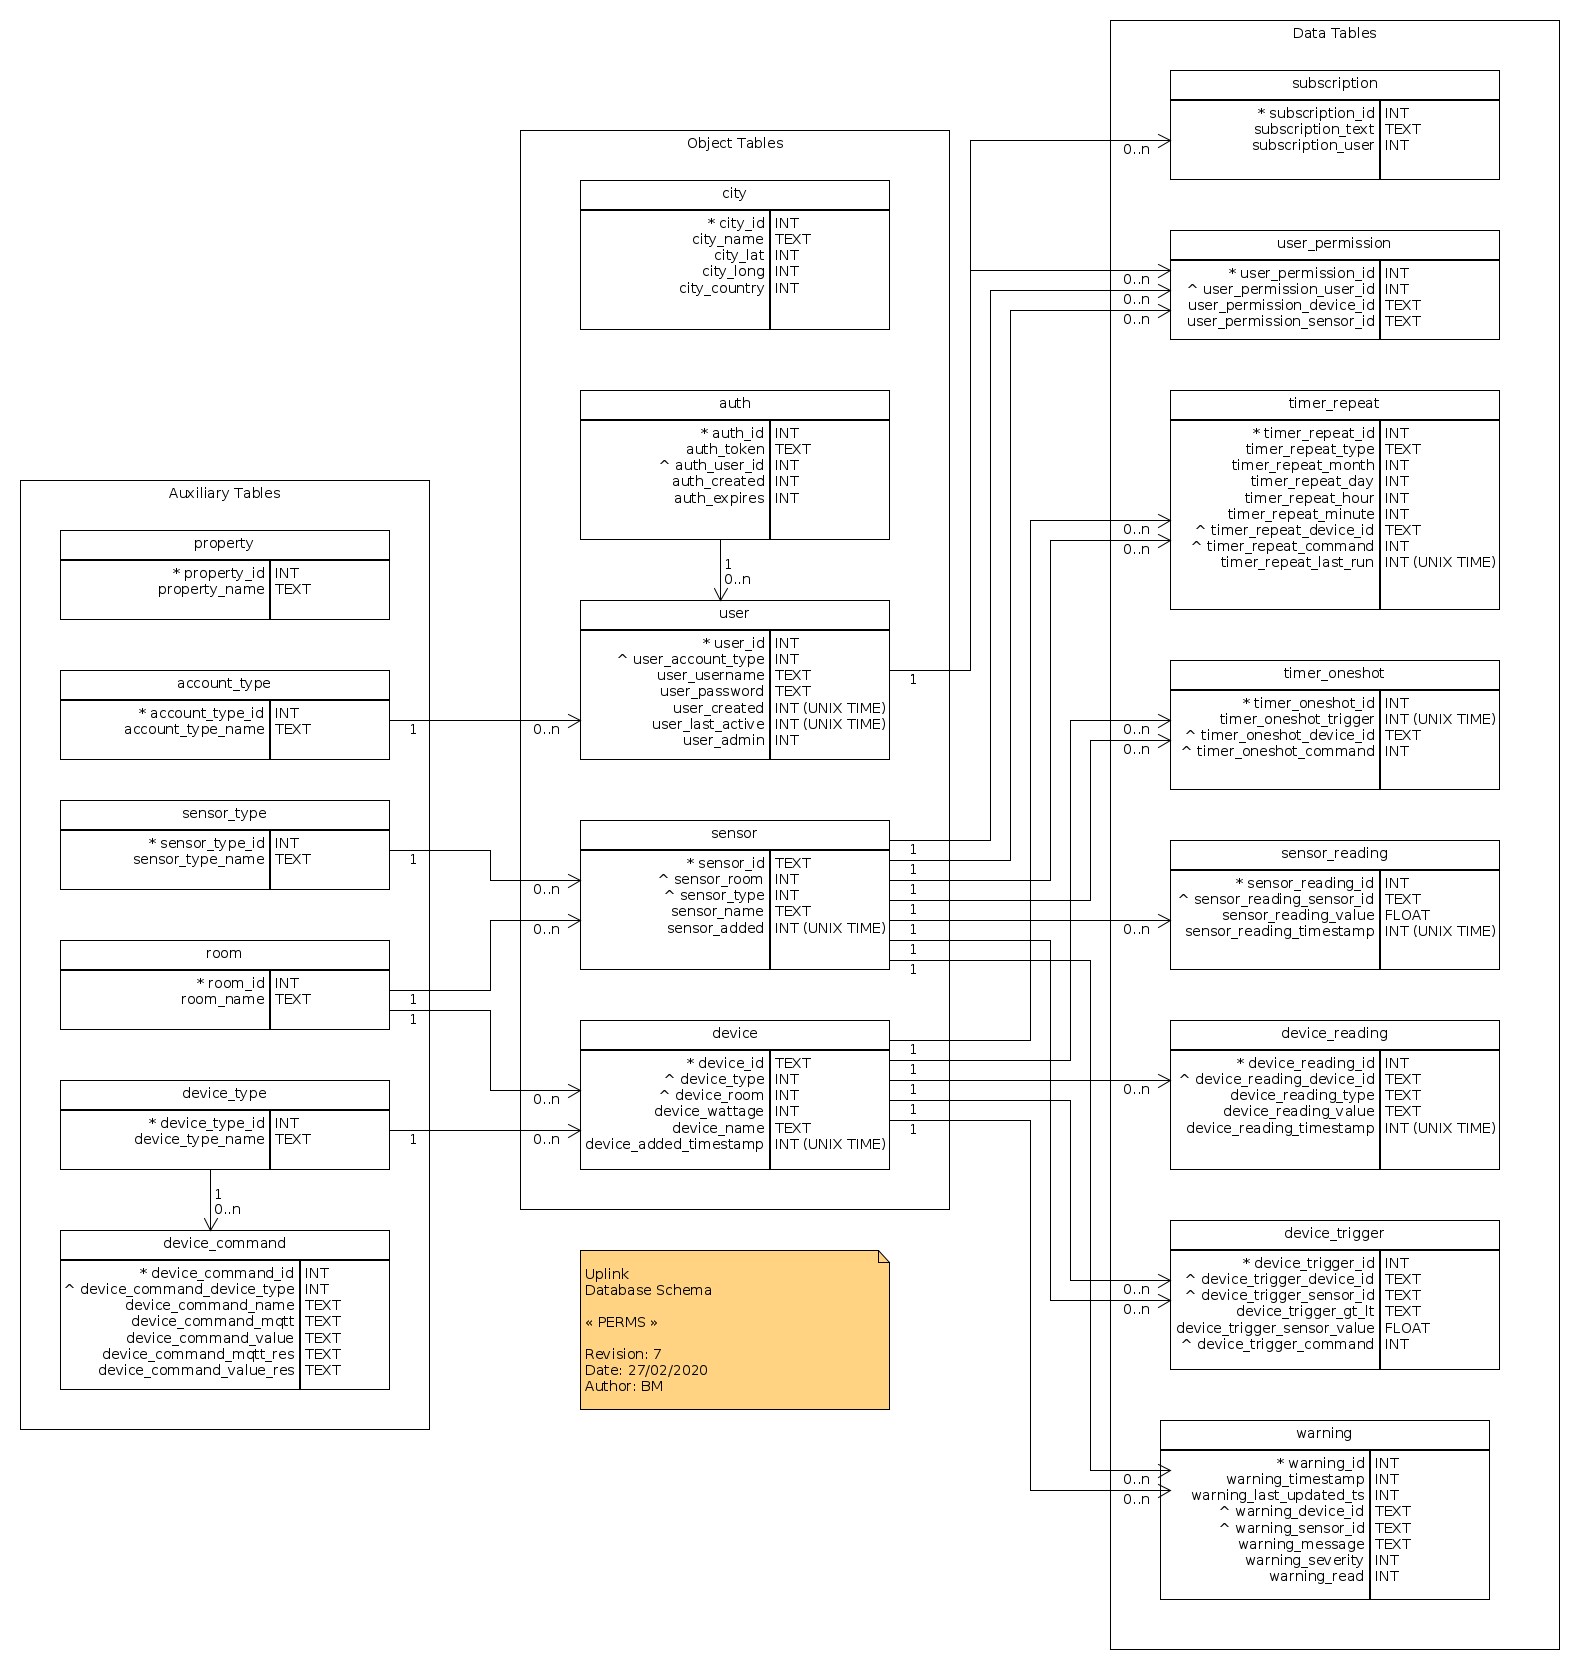 Data Tables
subscription
* subscription_id INT
subscription_text TEXT
subscription_user INT
0..n
user_permission
* user_permission_id INT
^ user_permission_user_id INT
user_permission_device_id TEXT
user_permission_sensor_id TEXT
0..n
0..n
0..n
timer_repeat
* timer_repeat_id INT
timer_repeat_type TEXT
timer_repeat_month INT
timer_repeat_day INT
timer_repeat_hour INT
timer_repeat_minute INT
^ timer_repeat_device_id TEXT
^ timer_repeat_command INT
timer_repeat_last_run INT (UNIX TIME)
0..n
0..n
timer_oneshot
* timer_oneshot_id INT
timer_oneshot_trigger INT (UNIX TIME)
^ timer_oneshot_device_id TEXT
^ timer_oneshot_command INT
0..n
0..n
sensor_reading
* sensor_reading_id INT
^ sensor_reading_sensor_id TEXT
sensor_reading_value FLOAT
sensor_reading_timestamp INT (UNIX TIME)
0..n
device_reading
* device_reading_id INT
^ device_reading_device_id TEXT
device_reading_type TEXT
device_reading_value TEXT
device_reading_timestamp INT (UNIX TIME)
0..n
device_trigger
* device_trigger_id INT
^ device_trigger_device_id TEXT
^ device_trigger_sensor_id TEXT
device_trigger_gt_lt TEXT
device_trigger_sensor_value FLOAT
^ device_trigger_command INT
0..n
0..n
warning
* warning_id INT
warning_timestamp INT
warning_last_updated_ts INT
^ warning_device_id TEXT
^ warning_sensor_id TEXT
warning_message TEXT
warning_severity INT
warning_read INT
0..n
0..n
Object Tables
city
* city_id INT
city_name TEXT
city_lat INT
city_long INT
city_country INT
auth
* auth_id INT
auth_token TEXT
^ auth_user_id INT
auth_created INT
auth_expires INT
1
0..n
user
* user_id INT
^ user_account_type INT
user_username TEXT
user_password TEXT
user_created INT (UNIX TIME)
user_last_active INT (UNIX TIME)
user_admin INT
0..n
1
sensor
* sensor_id TEXT
^ sensor_room INT
^ sensor_type INT
sensor_name TEXT
sensor_added INT (UNIX TIME)
0..n
0..n
1
1
1
1
1
1
1
device
* device_id TEXT
^ device_type INT
^ device_room INT
device_wattage INT
device_name TEXT
device_added_timestamp INT (UNIX TIME)
0..n
0..n
1
1
1
1
1
Auxiliary Tables
property
* property_id INT
property_name TEXT
account_type
* account_type_id INT
account_type_name TEXT
1
sensor_type
* sensor_type_id INT
sensor_type_name TEXT
1
room
* room_id INT
room_name TEXT
1
1
device_type
* device_type_id INT
device_type_name TEXT
1
1
0..n
device_command
* device_command_id INT
^ device_command_device_type INT
device_command_name TEXT
device_command_mqtt TEXT
device_command_value TEXT
device_command_mqtt_res TEXT
device_command_value_res TEXT
Uplink
Database Schema
« PERMS »
Revision: 7
Date: 27/02/2020
Author: BM